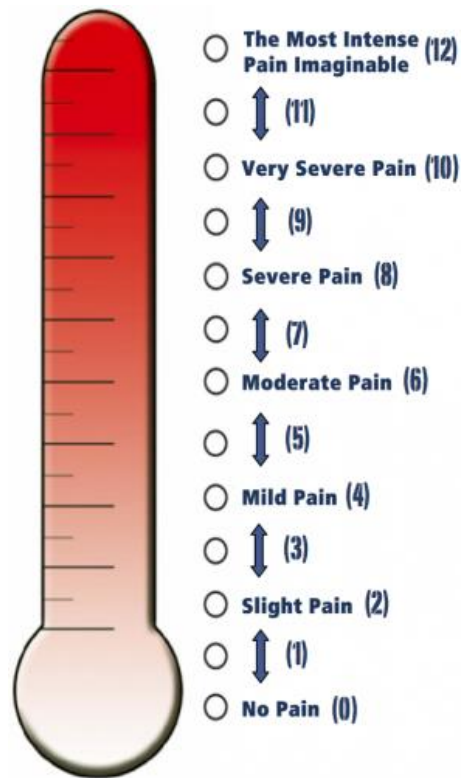 The Most Intense
Pain Imaginable (12)
(11)
Very Severe Pain (10)
(9)
Severe Pain (8)
(7)
Moderate Pain (6)
(5)
Mild Pain (4)
(3)
Slight Pain (2)
(1)
No Pain (0)